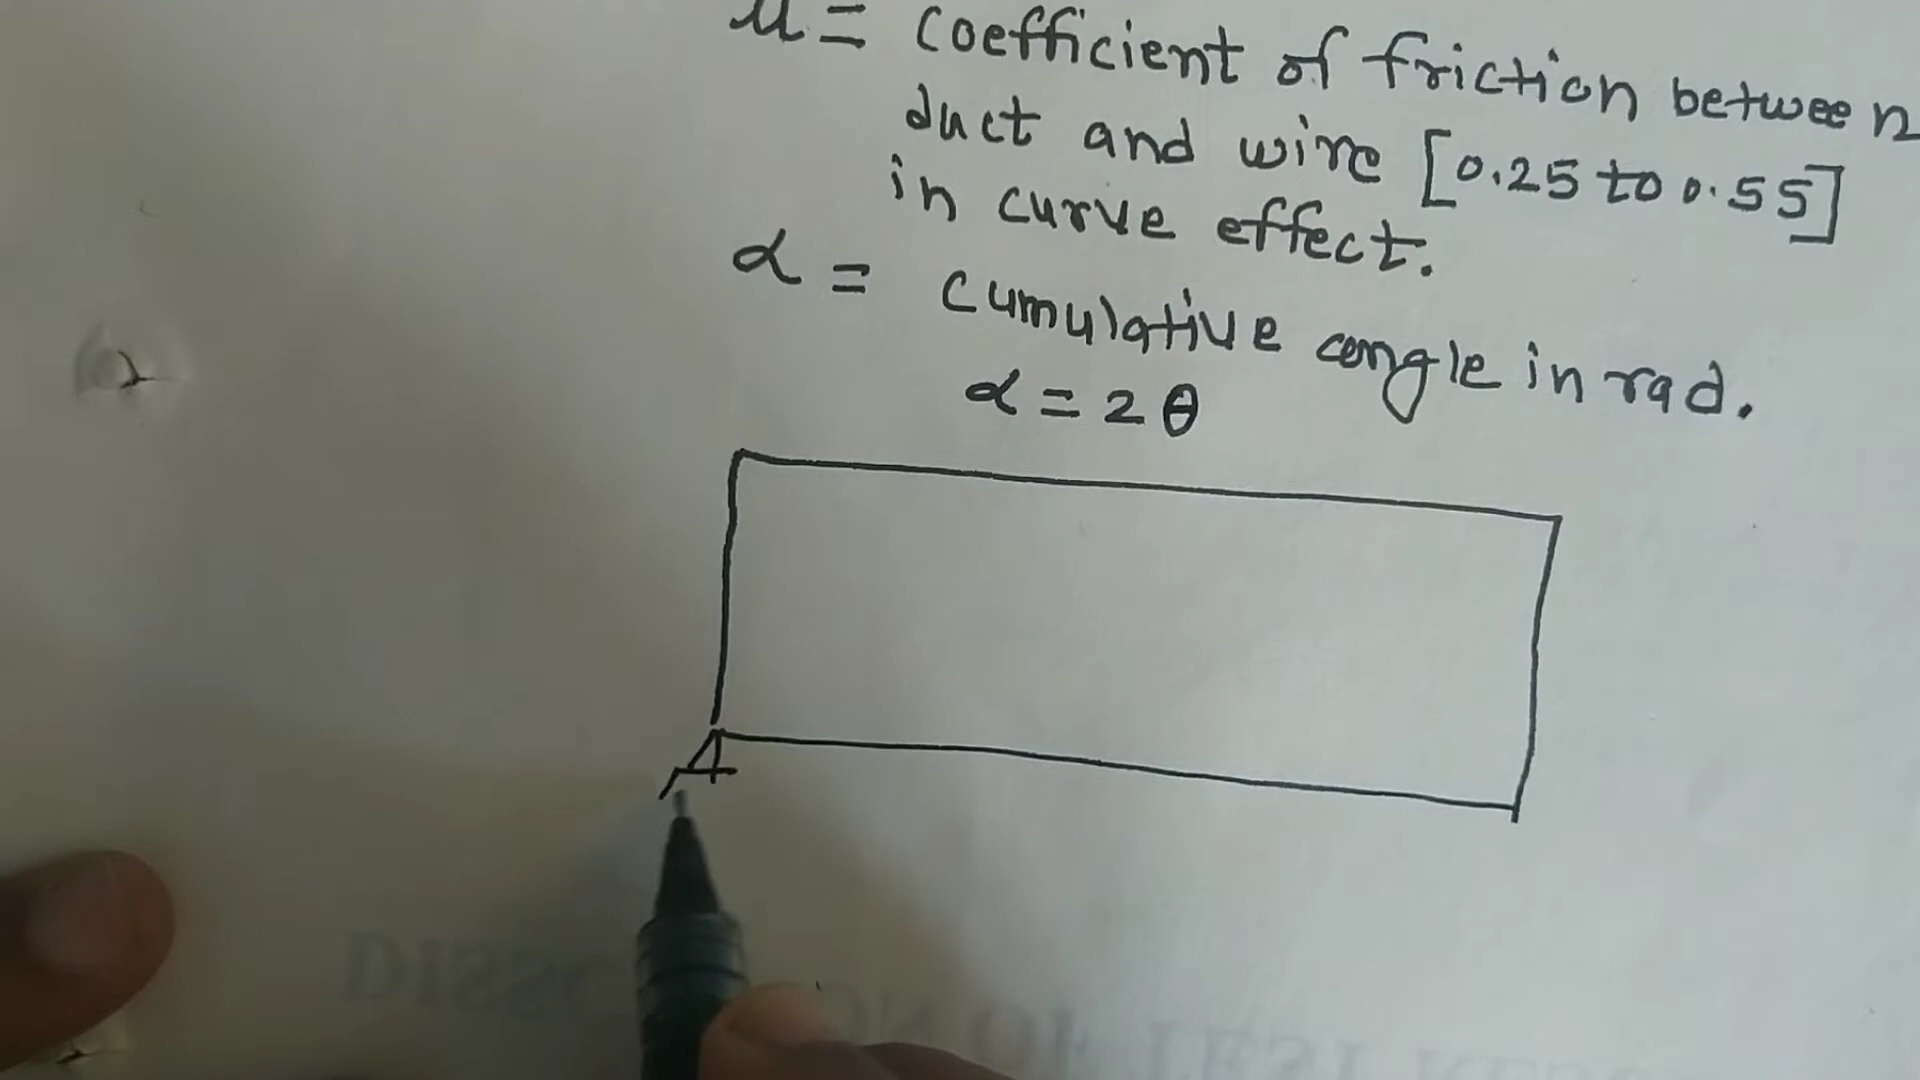 μ = coefficient of friction between
duct and wire [0.25 to 0.55]
in curve effect.
α = cumulative angle in rad.
α = 2θ